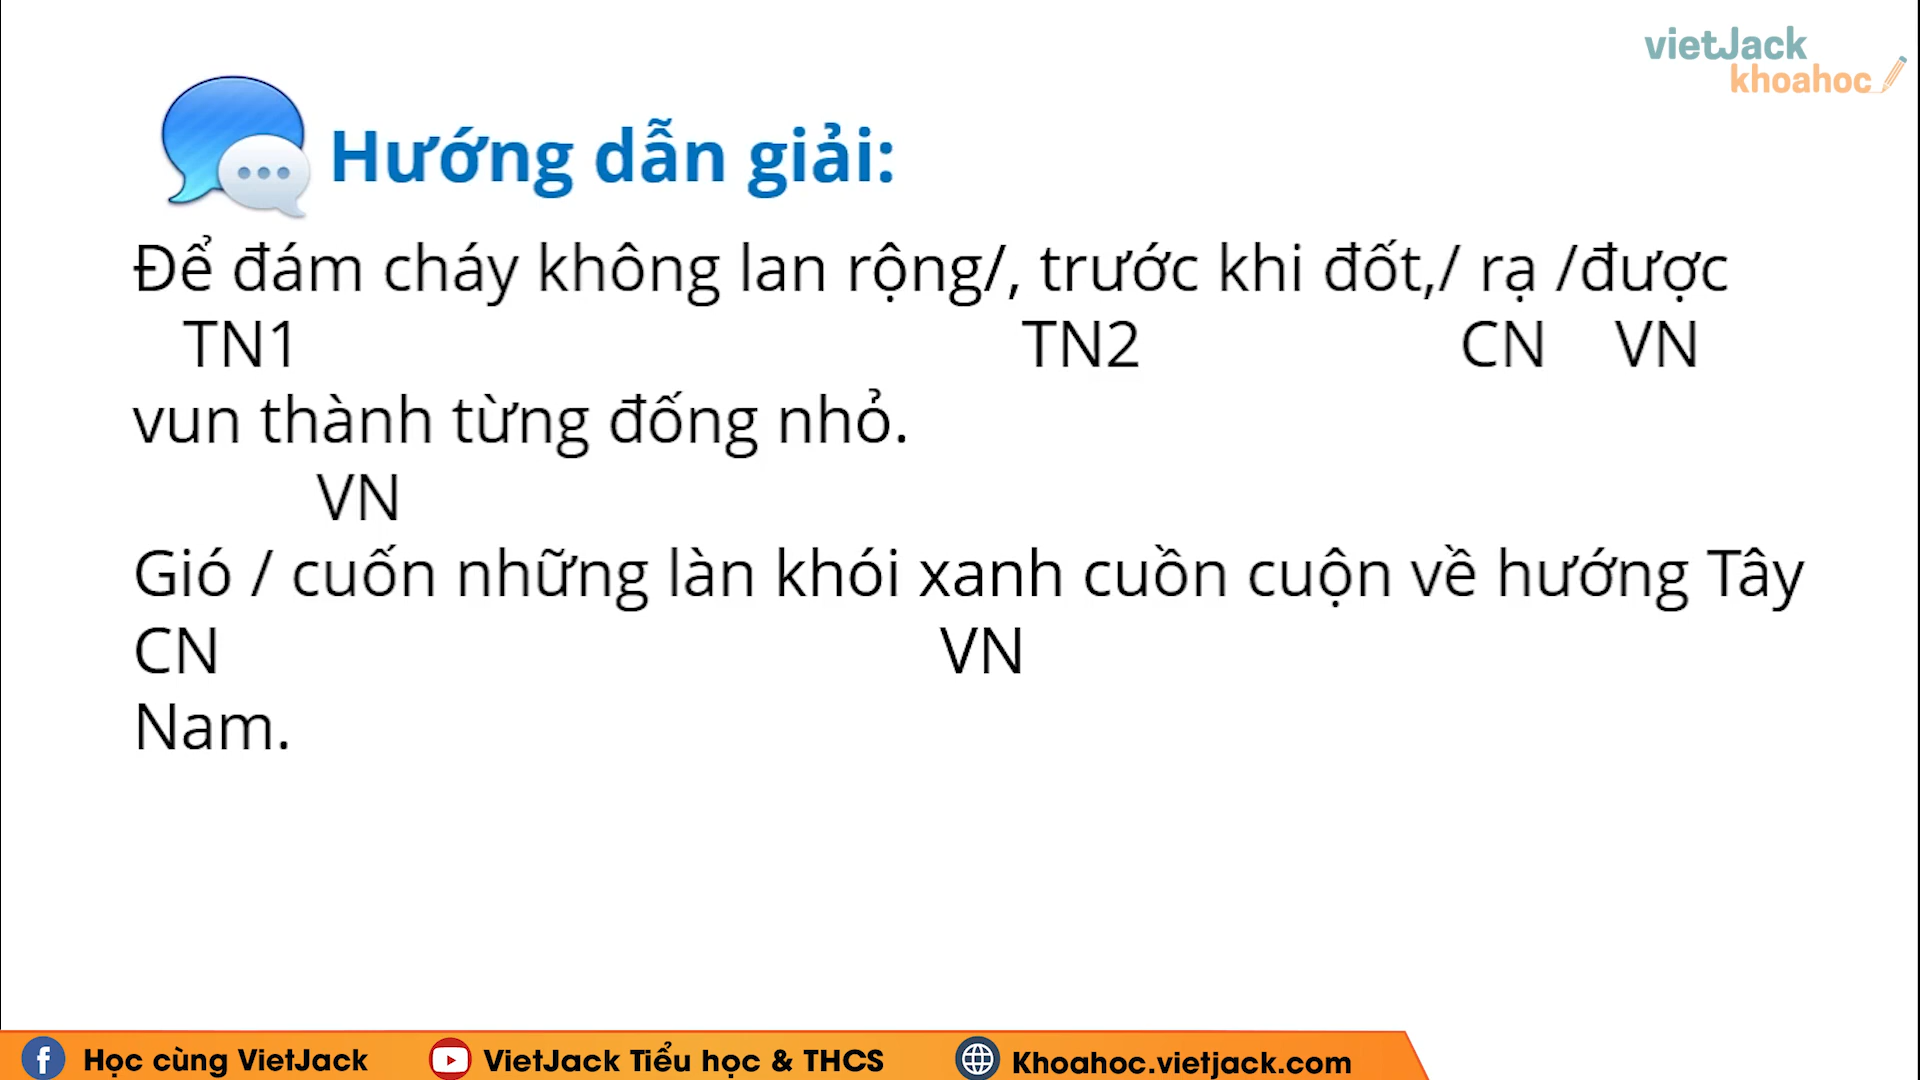 vietJack
khoahoc
Hướng dẫn giải:
Để đám cháy không lan rộng/, trước khi đốt,/ rạ /được
TN1 TN2 CN VN
vun thành từng đống nhỏ.
VN
Gió / cuốn những làn khói xanh cuồn cuộn về hướng Tây
CN VN
Nam.
Học cùng VietJack VietJack Tiểu học & THCS Khoahoc.vietjack.com